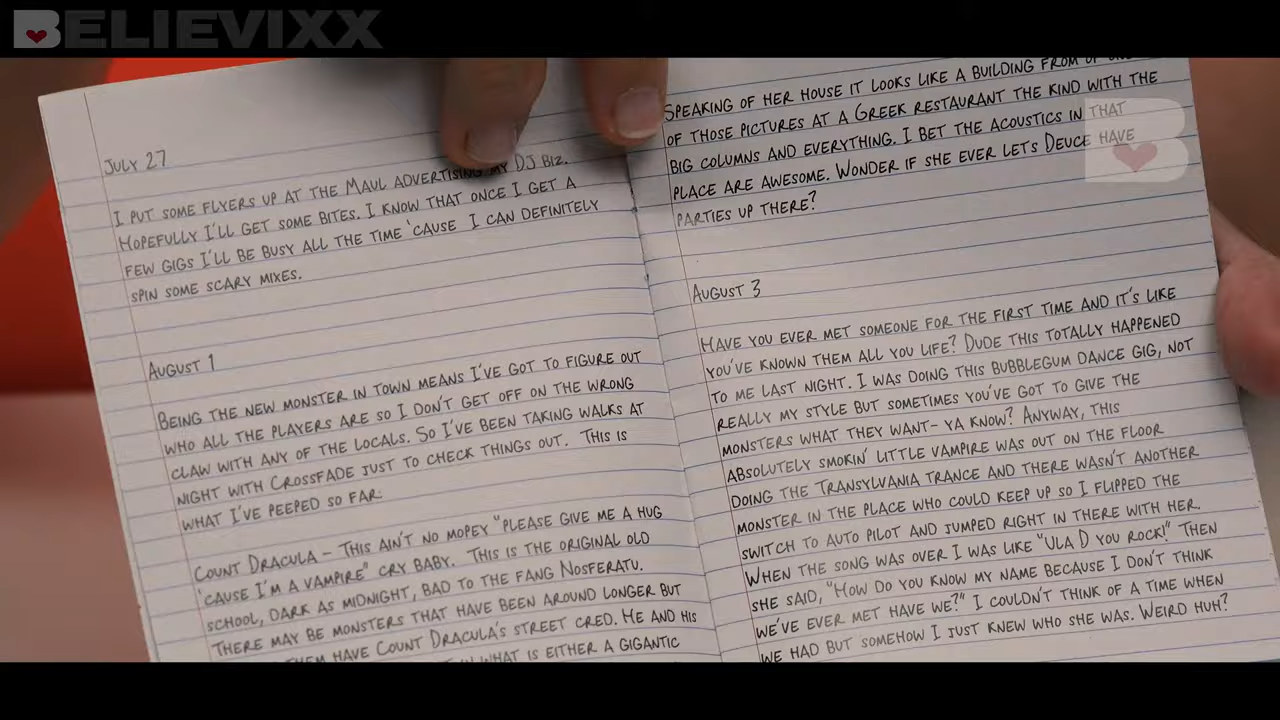 BELIEVIXX
July 27
I put some flyers up at the Maul advertising my DJ Biz.
Hopefully I'll get some bites. I know that once I get a
few gigs I'll be busy all the time 'cause I can definitely
spin some scary mixes.
August 1
Being the new monster in town means I've got to figure out
who all the players are so I don't get off on the wrong
claw with any of the locals. So I've been taking walks at
night with Crossfade just to check things out. This is
what I've peeped so far
Count Dracula – This ain't no mopey "please give me a hug
'cause I'm a vampire" cry baby. This is the original old
school, dark as midnight, bad to the fang Nosferatu.
There may be monsters that have been around longer but
them have Count Dracula's street cred. He and his
in what is either a gigantic
Speaking of her house it looks like a building from
of those pictures at a Greek restaurant the kind with the
big columns and everything. I bet the acoustics in that
place are awesome. Wonder if she ever lets Deuce have
parties up there?
August 3
Have you ever met someone for the first time and it's like
you've known them all you life? Dude this totally happened
to me last night. I was doing this bubblegum dance gig, not
really my style but sometimes you've got to give the
monsters what they want– ya know? Anyway, this
absolutely smokin' little vampire was out on the floor
doing the Transylvania Trance and there wasn't another
monster in the place who could keep up so I flipped the
switch to auto pilot and jumped right in there with her.
When the song was over I was like "Ula D you rock!" Then
she said, "How do you know my name because I don't think
we've ever met have we?" I couldn't think of a time when
we had but somehow I just knew who she was. Weird huh?
B